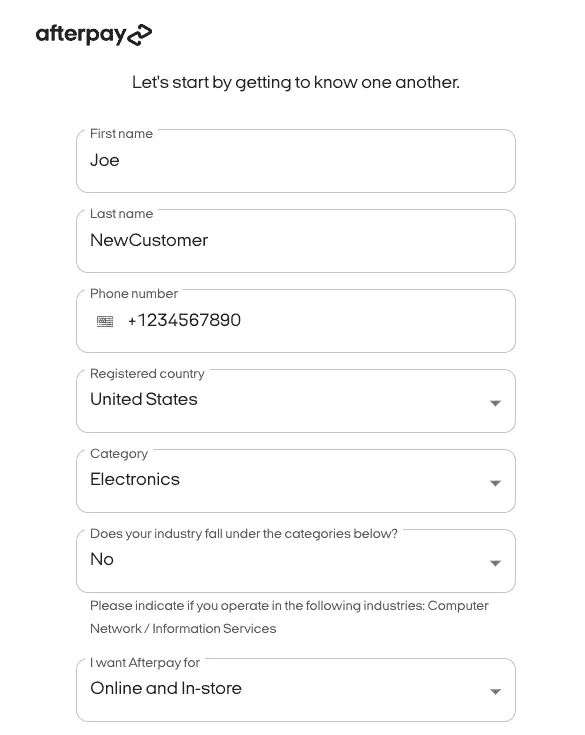 afterpay
Let's start by getting to know one another.
First name
Joe
Last name
NewCustomer
Phone number
+1234567890
Registered country
United States
Category
Electronics
Does your industry fall under the categories below?
No
Please indicate if you operate in the following industries: Computer
Network / Information Services
I want Afterpay for
Online and In-store